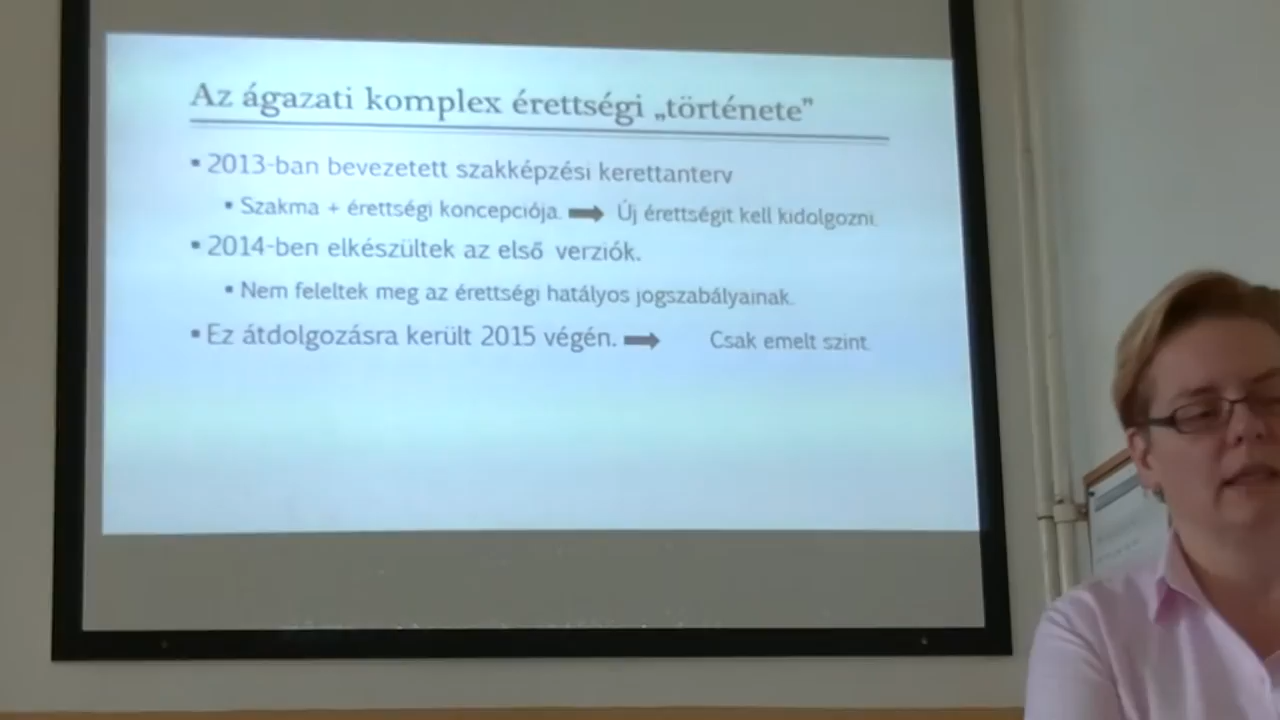 Az ágazati komplex érettségi „története”
▪ 2013-ban bevezetett szakképzési kerettanterv
▪ Szakma + érettségi koncepciója. ➡ Új érettségit kell kidolgozni.
▪ 2014-ben elkészültek az első verziók.
▪ Nem feleltek meg az érettségi hatályos jogszabályainak.
▪ Ez átdolgozásra került 2015 végén. ➡ Csak emelt szint.